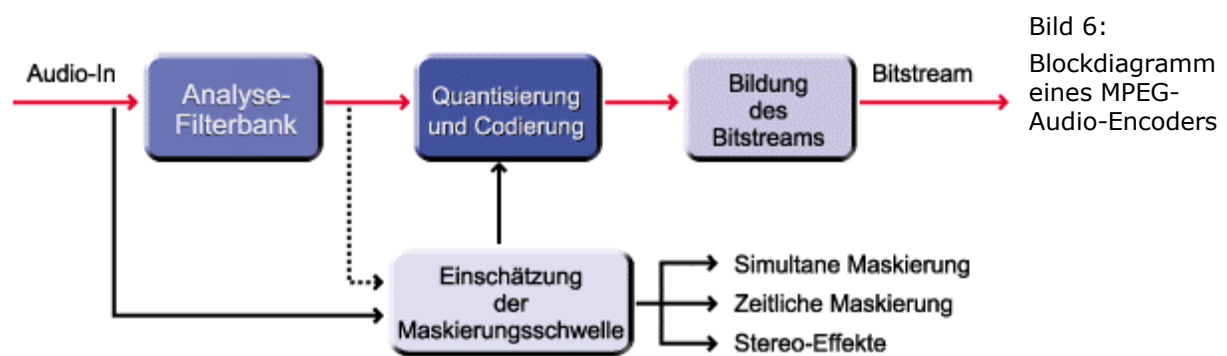 Audio-In
Analyse-
Filterbank
Quantisierung
und Codierung
Bildung
des
Bitstreams
Bitstream
Bild 6:
Blockdiagramm
eines MPEG-
Audio-Encoders
Einschätzung
der
Maskierungsschwelle
Simultane Maskierung
Zeitliche Maskierung
Stereo-Effekte